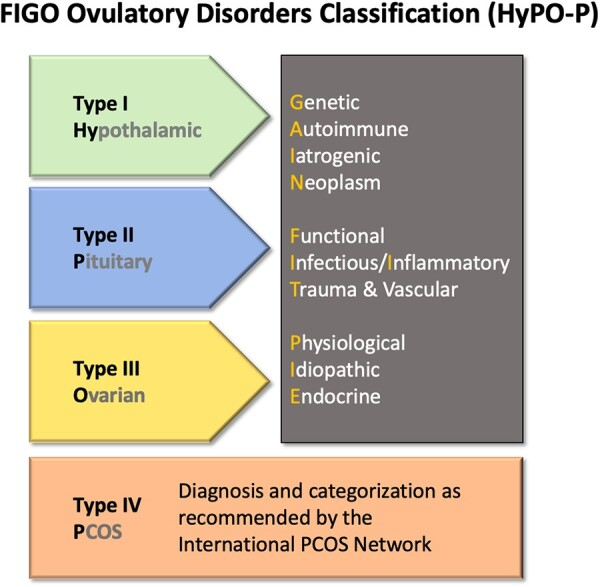 FIGO Ovulatory Disorders Classification (HyPO-P)
Type I
Hypothalamic
Type II
Pituitary
Type III
Ovarian
Genetic
Autoimmune
Iatrogenic
Neoplasm
Functional
Infectious/Inflammatory
Trauma & Vascular
Physiological
Idiopathic
Endocrine
Type IV
PCOS
Diagnosis and categorization as
recommended by the
International PCOS Network